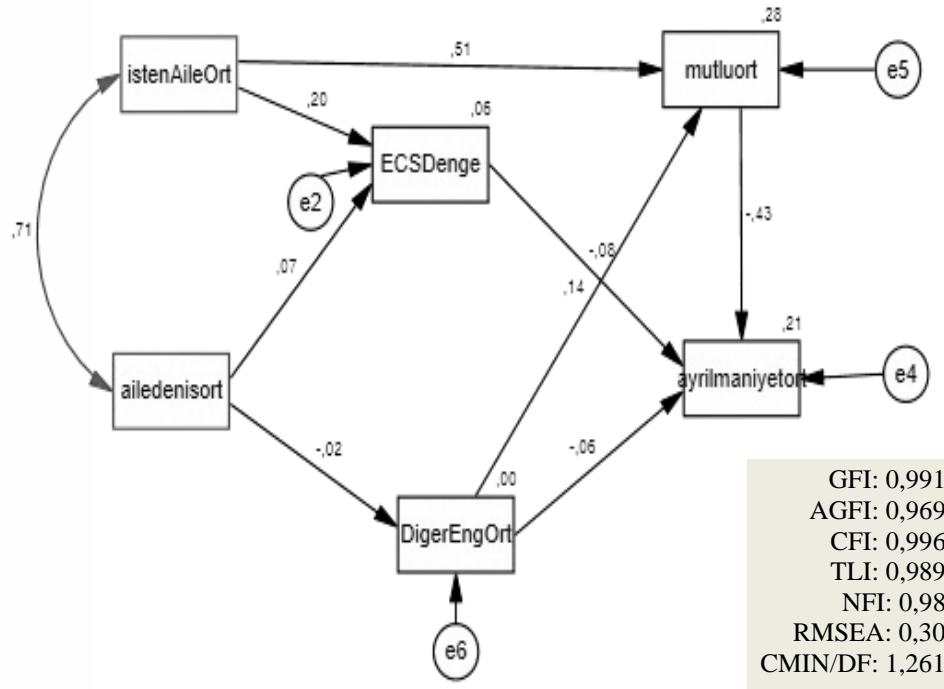 ,28
istenAileOrt
,51
mutluort
e5
,20
,06
ECSDenge
e2
,71
-,43
,07
-,08
,14
,21
ailedenisort
ayrilmaniyetort
e4
-,02
-,06
,00
DigerEngOrt
e6
GFI: 0,991
AGFI: 0,969
CFI: 0,996
TLI: 0,989
NFI: 0,98
RMSEA: 0,30
CMIN/DF: 1,261